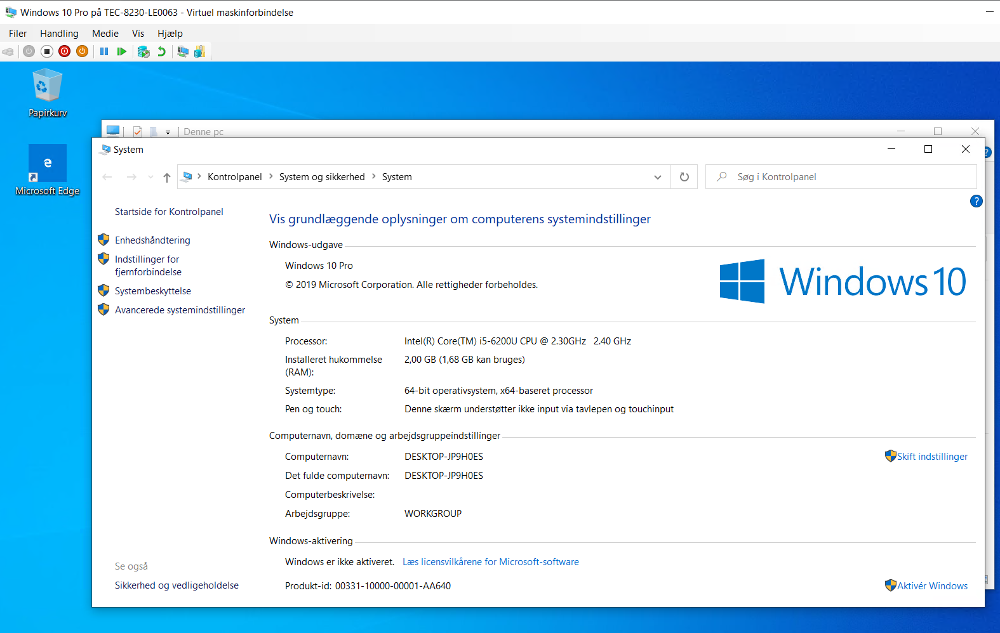 Windows 10 Pro på TEC-8230-LE0063 - Virtuel maskinforbindelse
Filer Handling Medie Vis Hjælp
Papirkurv
Microsoft Edge
Denne pc
System
Kontrolpanel System og sikkerhed System
Søg i Kontrolpanel
Startside for Kontrolpanel
Enhedshåndtering
Indstillinger for
fjernforbindelse
Systembeskyttelse
Avancerede systemindstillinger
Vis grundlæggende oplysninger om computerens systemindstillinger
Windows-udgave
Windows 10 Pro
© 2019 Microsoft Corporation. Alle rettigheder forbeholdes.
Windows 10
System
Processor: Intel(R) Core(TM) i5-6200U CPU @ 2.30GHz 2.40 GHz
Installeret hukommelse 2,00 GB (1,68 GB kan bruges)
(RAM):
Systemtype: 64-bit operativsystem, x64-baseret processor
Pen og touch: Denne skærm understøtter ikke input via tavlepen og touchinput
Computernavn, domæne og arbejdsgruppeindstillinger
Computernavn: DESKTOP-JP9H0ES Skift indstillinger
Det fulde computernavn: DESKTOP-JP9H0ES
Computerbeskrivelse:
Arbejdsgruppe: WORKGROUP
Windows-aktivering
Windows er ikke aktiveret. Læs licensvilkårene for Microsoft-software
Produkt-id: 00331-10000-00001-AA640 Aktivér Windows
Se også
Sikkerhed og vedligeholdelse